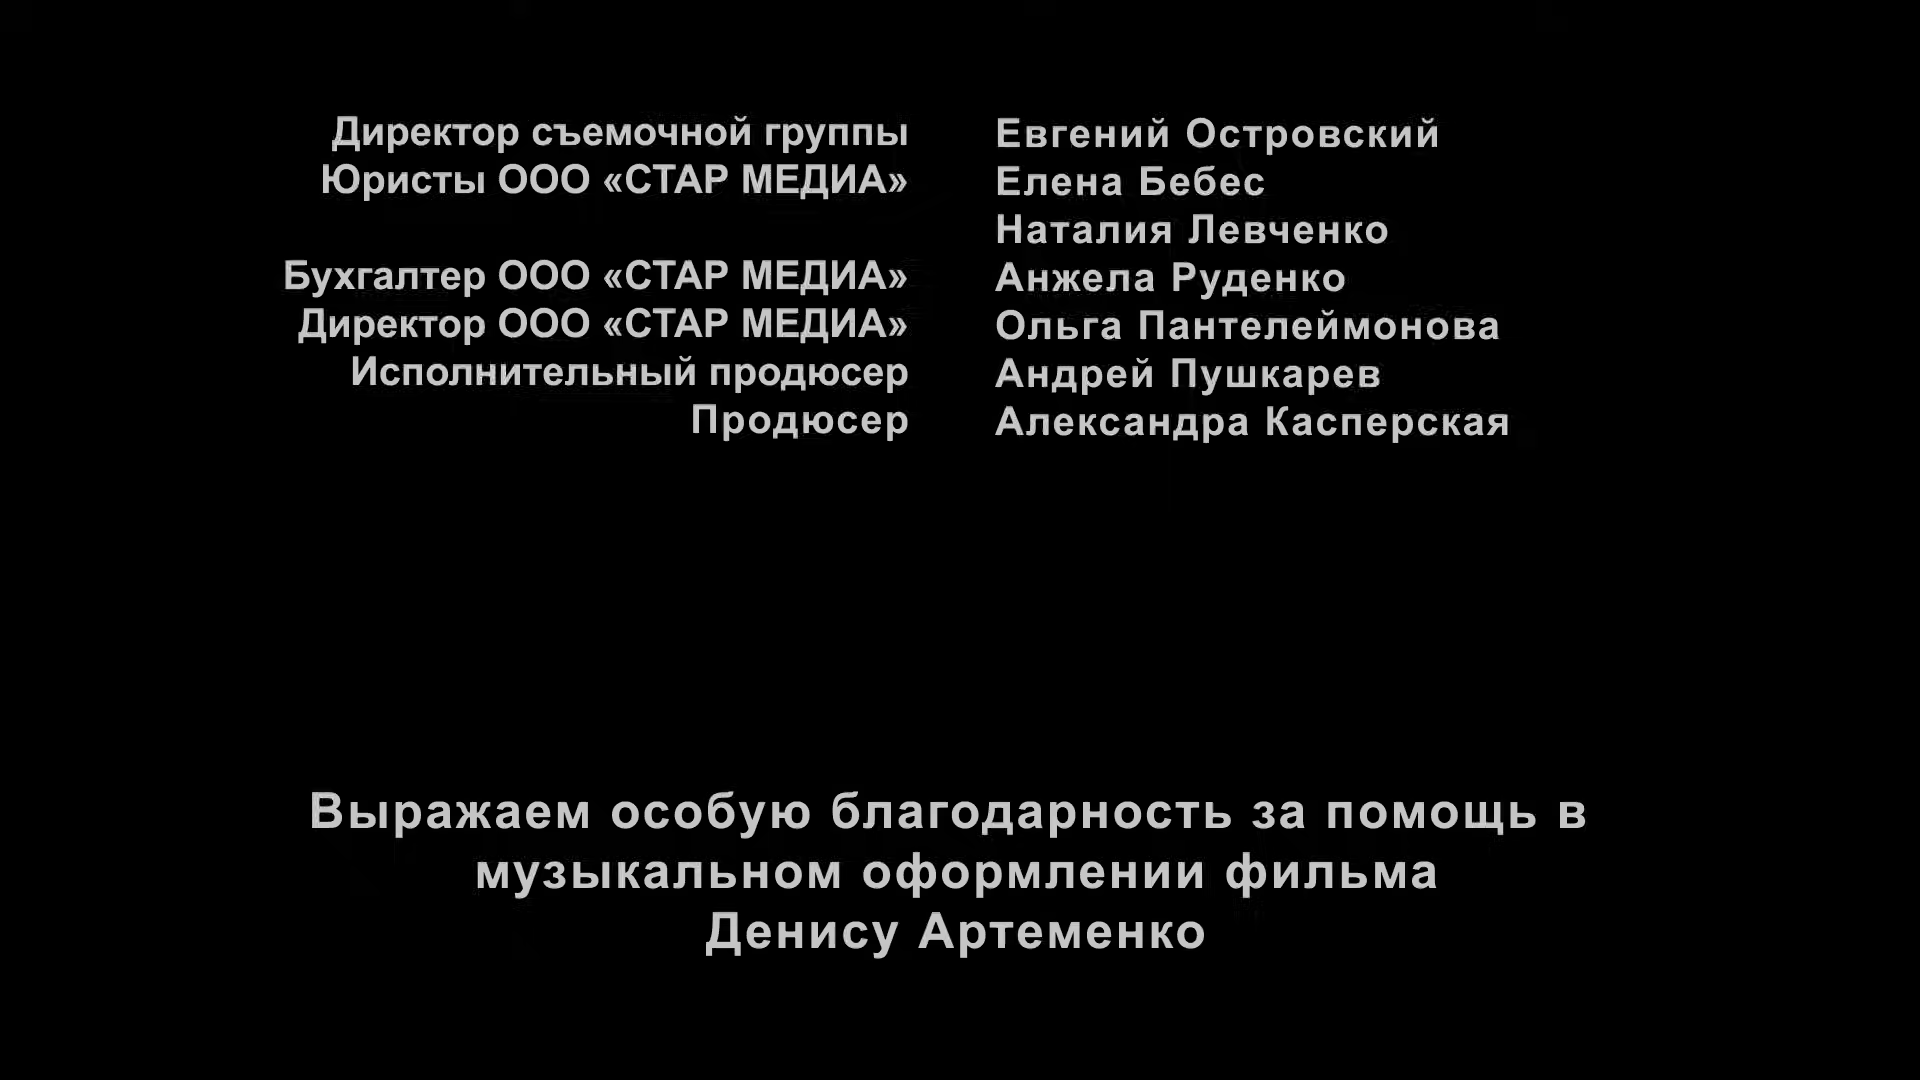 Директор съемочной группы Евгений Островский
Юристы ООО «СТАР МЕДИА» Елена Бебес
Наталия Левченко
Бухгалтер ООО «СТАР МЕДИА» Анжела Руденко
Директор ООО «СТАР МЕДИА» Ольга Пантелеймонова
Исполнительный продюсер Андрей Пушкарев
Продюсер Александра Касперская
Выражаем особую благодарность за помощь в
музыкальном оформлении фильма
Денису Артеменко